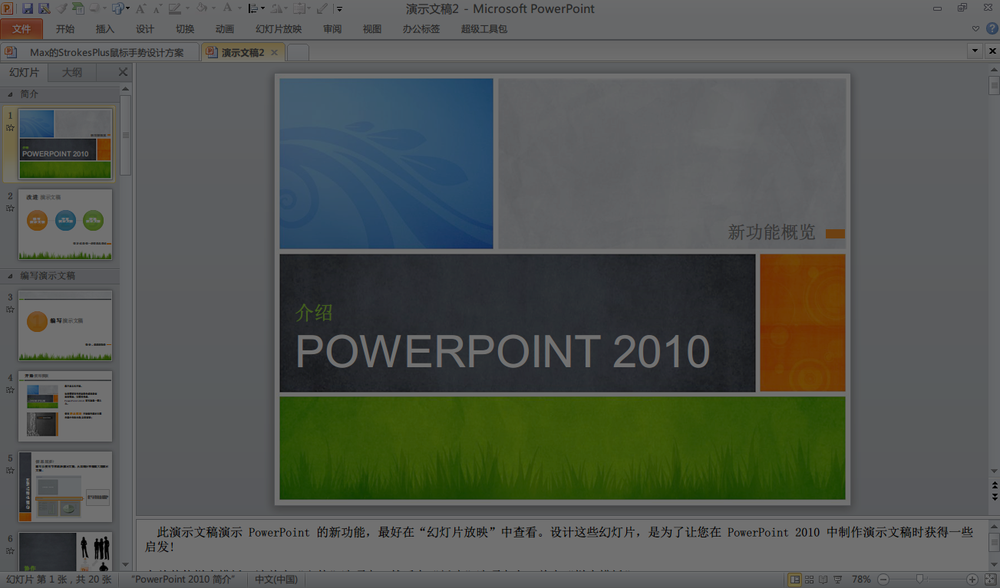 演示文稿2 - Microsoft PowerPoint
文件 开始 插入 设计 切换 动画 幻灯片放映 审阅 视图 办公标签 超级工具包
Max的StrokesPlus鼠标手势设计方案 演示文稿2
幻灯片 大纲
简介
1
介绍
POWERPOINT 2010
2
改进 演示文稿
编写演示文稿
3
编写 演示文稿
4
5
6
新功能概览
介绍
POWERPOINT 2010
此演示文稿演示 PowerPoint 的新功能，最好在“幻灯片放映”中查看。设计这些幻灯片，是为了让您在 PowerPoint 2010 中制作演示文稿时获得一些
启发!
幻灯片 第 1 张，共 20 张 “PowerPoint 2010 简介” 中文(中国) 78%